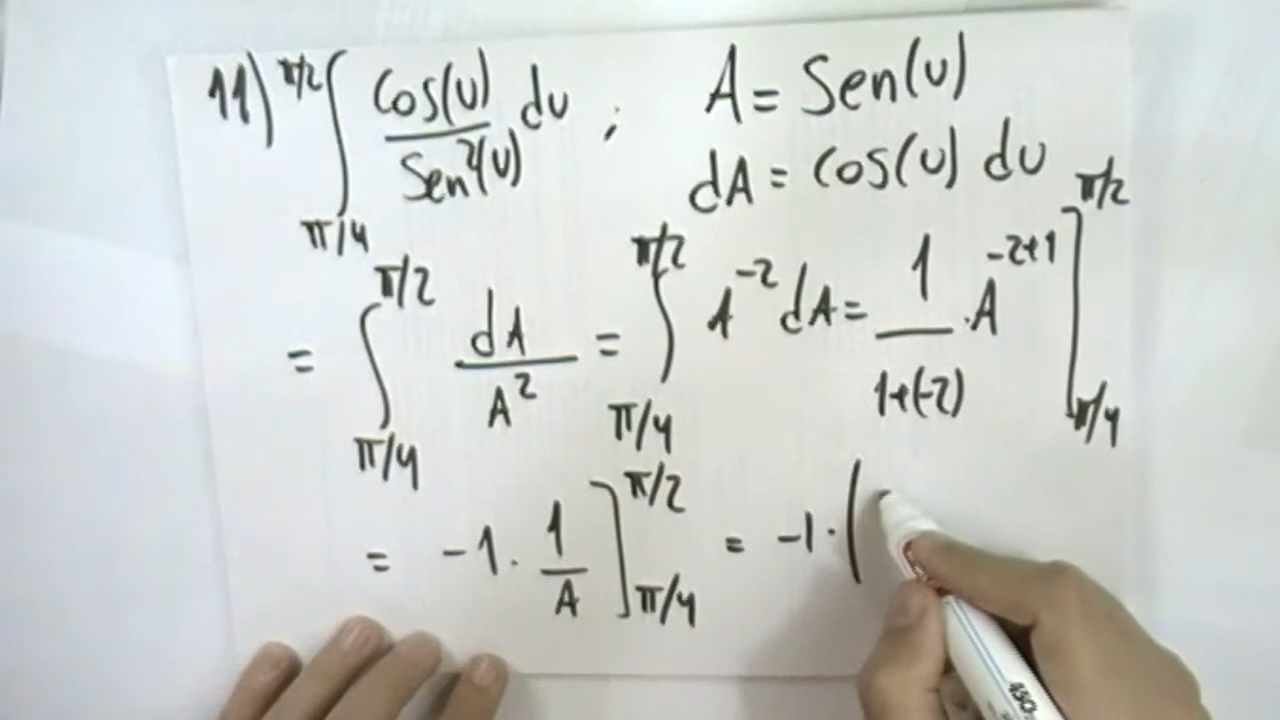 11) π/2 ∫ π/4 Cos(u)/Sen²(u) du ; A = Sen(u)
dA = Cos(u) du
= ∫ π/2 π/4 dA/A² = ∫ π/2 π/4 A⁻² dA = 1/1+(-2) · A⁻²⁺¹ ] π/2 π/4
= -1 · 1/A ] π/2 π/4 = -1 · (
450